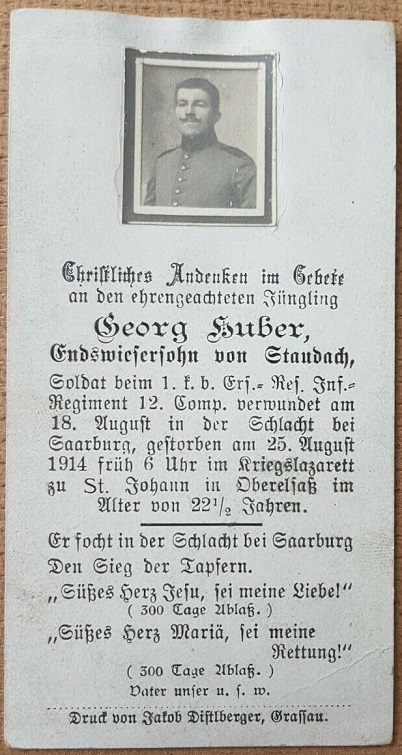 Christliches Andenken im Gebete
an den ehrengeachteten Jüngling
Georg Huber,
Endswiesersohn von Staudach,
Soldat beim 1. k. b. Ers.- Res. Inf.-
Regiment 12. Comp. verwundet am
18. August in der Schlacht bei
Saarburg, gestorben am 25. August
1914 früh 6 Uhr im Kriegslazarett
zu St. Johann in Oberelsaß im
Alter von 22 1/2 Jahren.
Er focht in der Schlacht bei Saarburg
Den Sieg der Tapfern.
„Süßes Herz Jesu, sei meine Liebe!"
( 300 Tage Ablaß. )
„Süßes Herz Mariä, sei meine
Rettung!"
( 300 Tage Ablaß. )
Vater unser u. s. w.
Druck von Jakob Distlberger, Grassau.